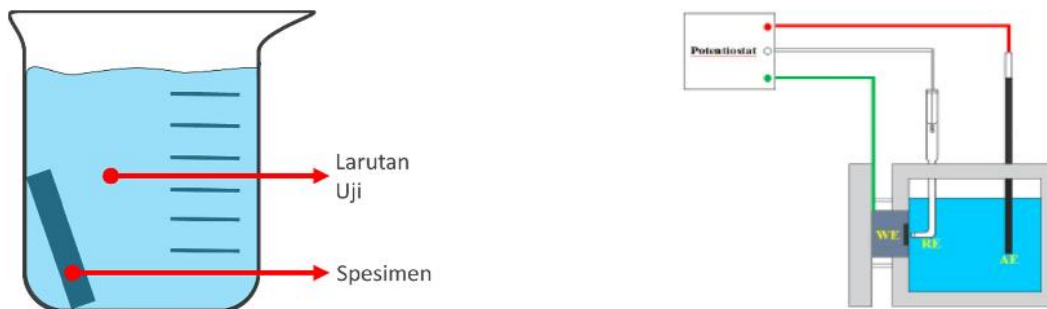 Larutan
Uji
Spesimen
Potentiostat
WE
RE
AE